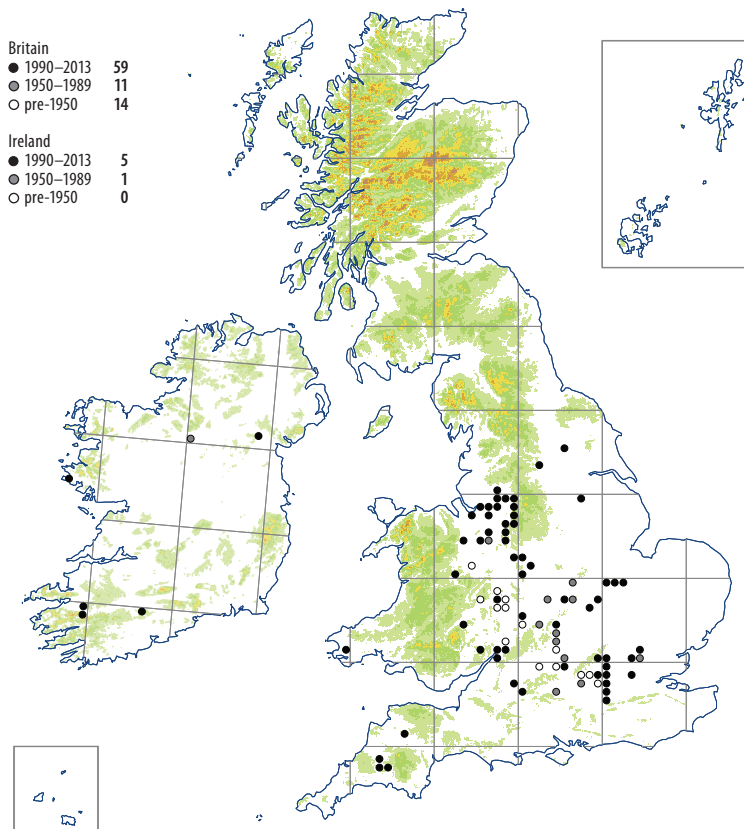 Britain
● 1990–2013 59
● 1950–1989 11
○ pre-1950 14
Ireland
● 1990–2013 5
● 1950–1989 1
○ pre-1950 0